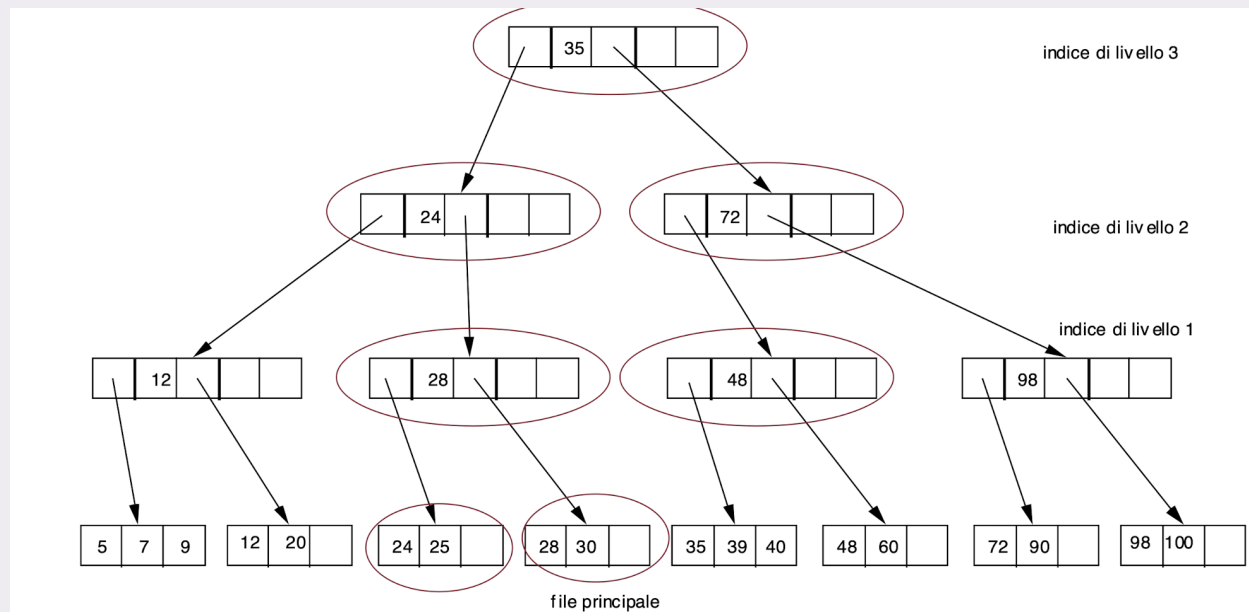 35
indice di livello 3
24
72
indice di livello 2
indice di livello 1
12
28
48
98
5 7 9
12 20
24 25
28 30
35 39 40
48 60
72 90
98 100
file principale